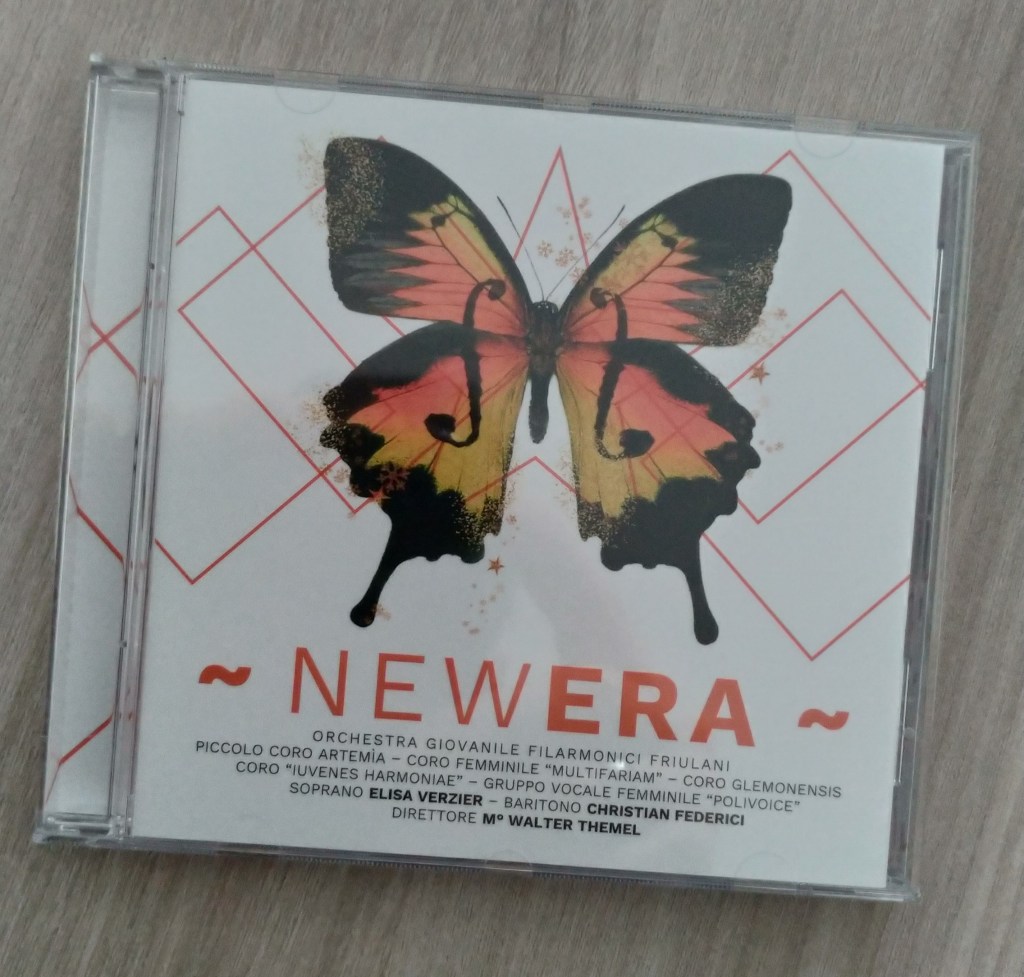 ~ NEWERA ~
ORCHESTRA GIOVANILE FILARMONICI FRIULANI
PICCOLO CORO ARTEMÌA – CORO FEMMINILE "MULTIFARIAM" – CORO GLEMONENSIS
CORO "IUVENES HARMONIAE" – GRUPPO VOCALE FEMMINILE "POLIVOICE"
SOPRANO ELISA VERZIER – BARITONO CHRISTIAN FEDERICI
DIRETTORE Mº WALTER THEMEL